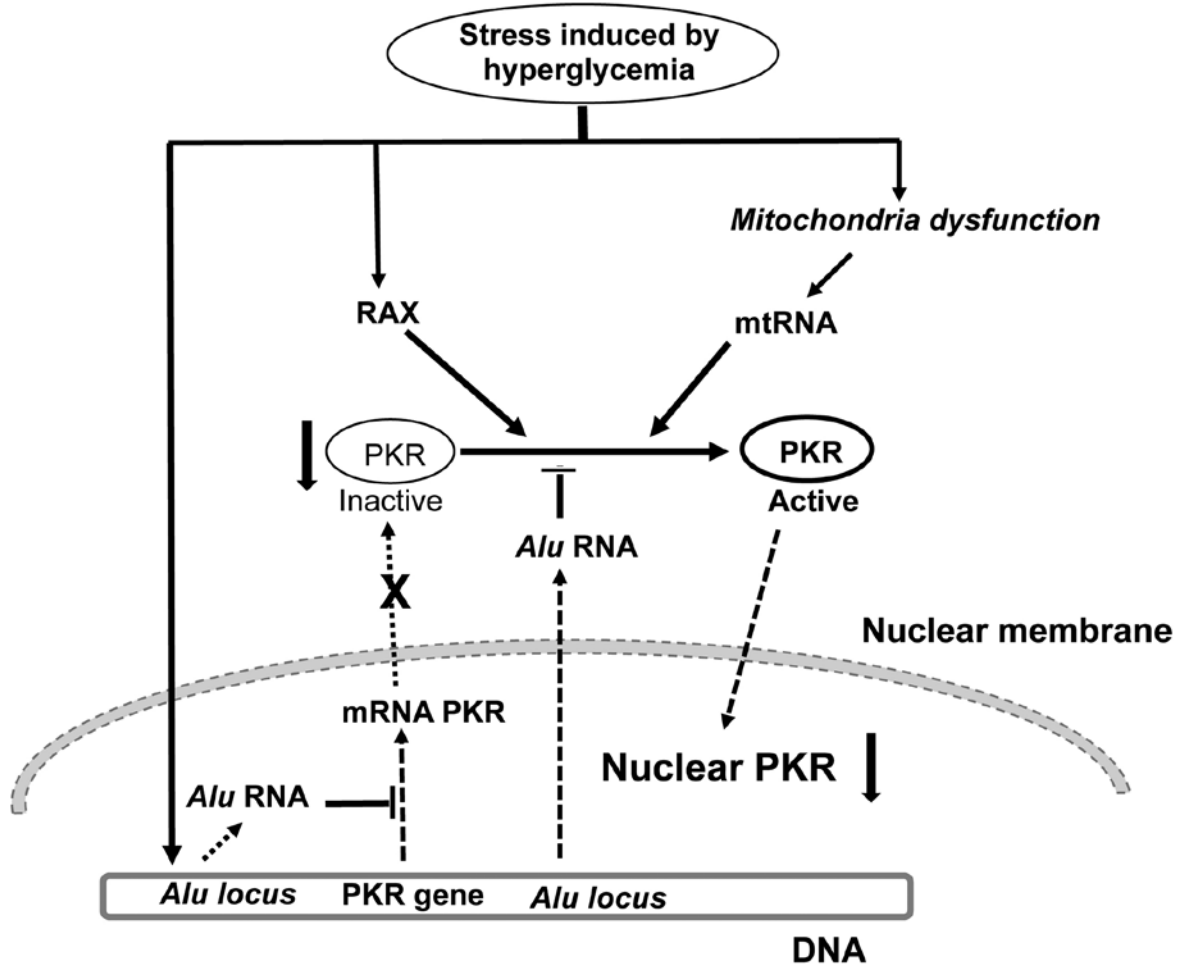 Stress induced by
hyperglycemia
Mitochondria dysfunction
RAX
mtRNA
PKR
PKR
Inactive
Active
Alu RNA
X
Nuclear membrane
mRNA PKR
Nuclear PKR
Alu RNA
Alu locus
PKR gene
Alu locus
DNA